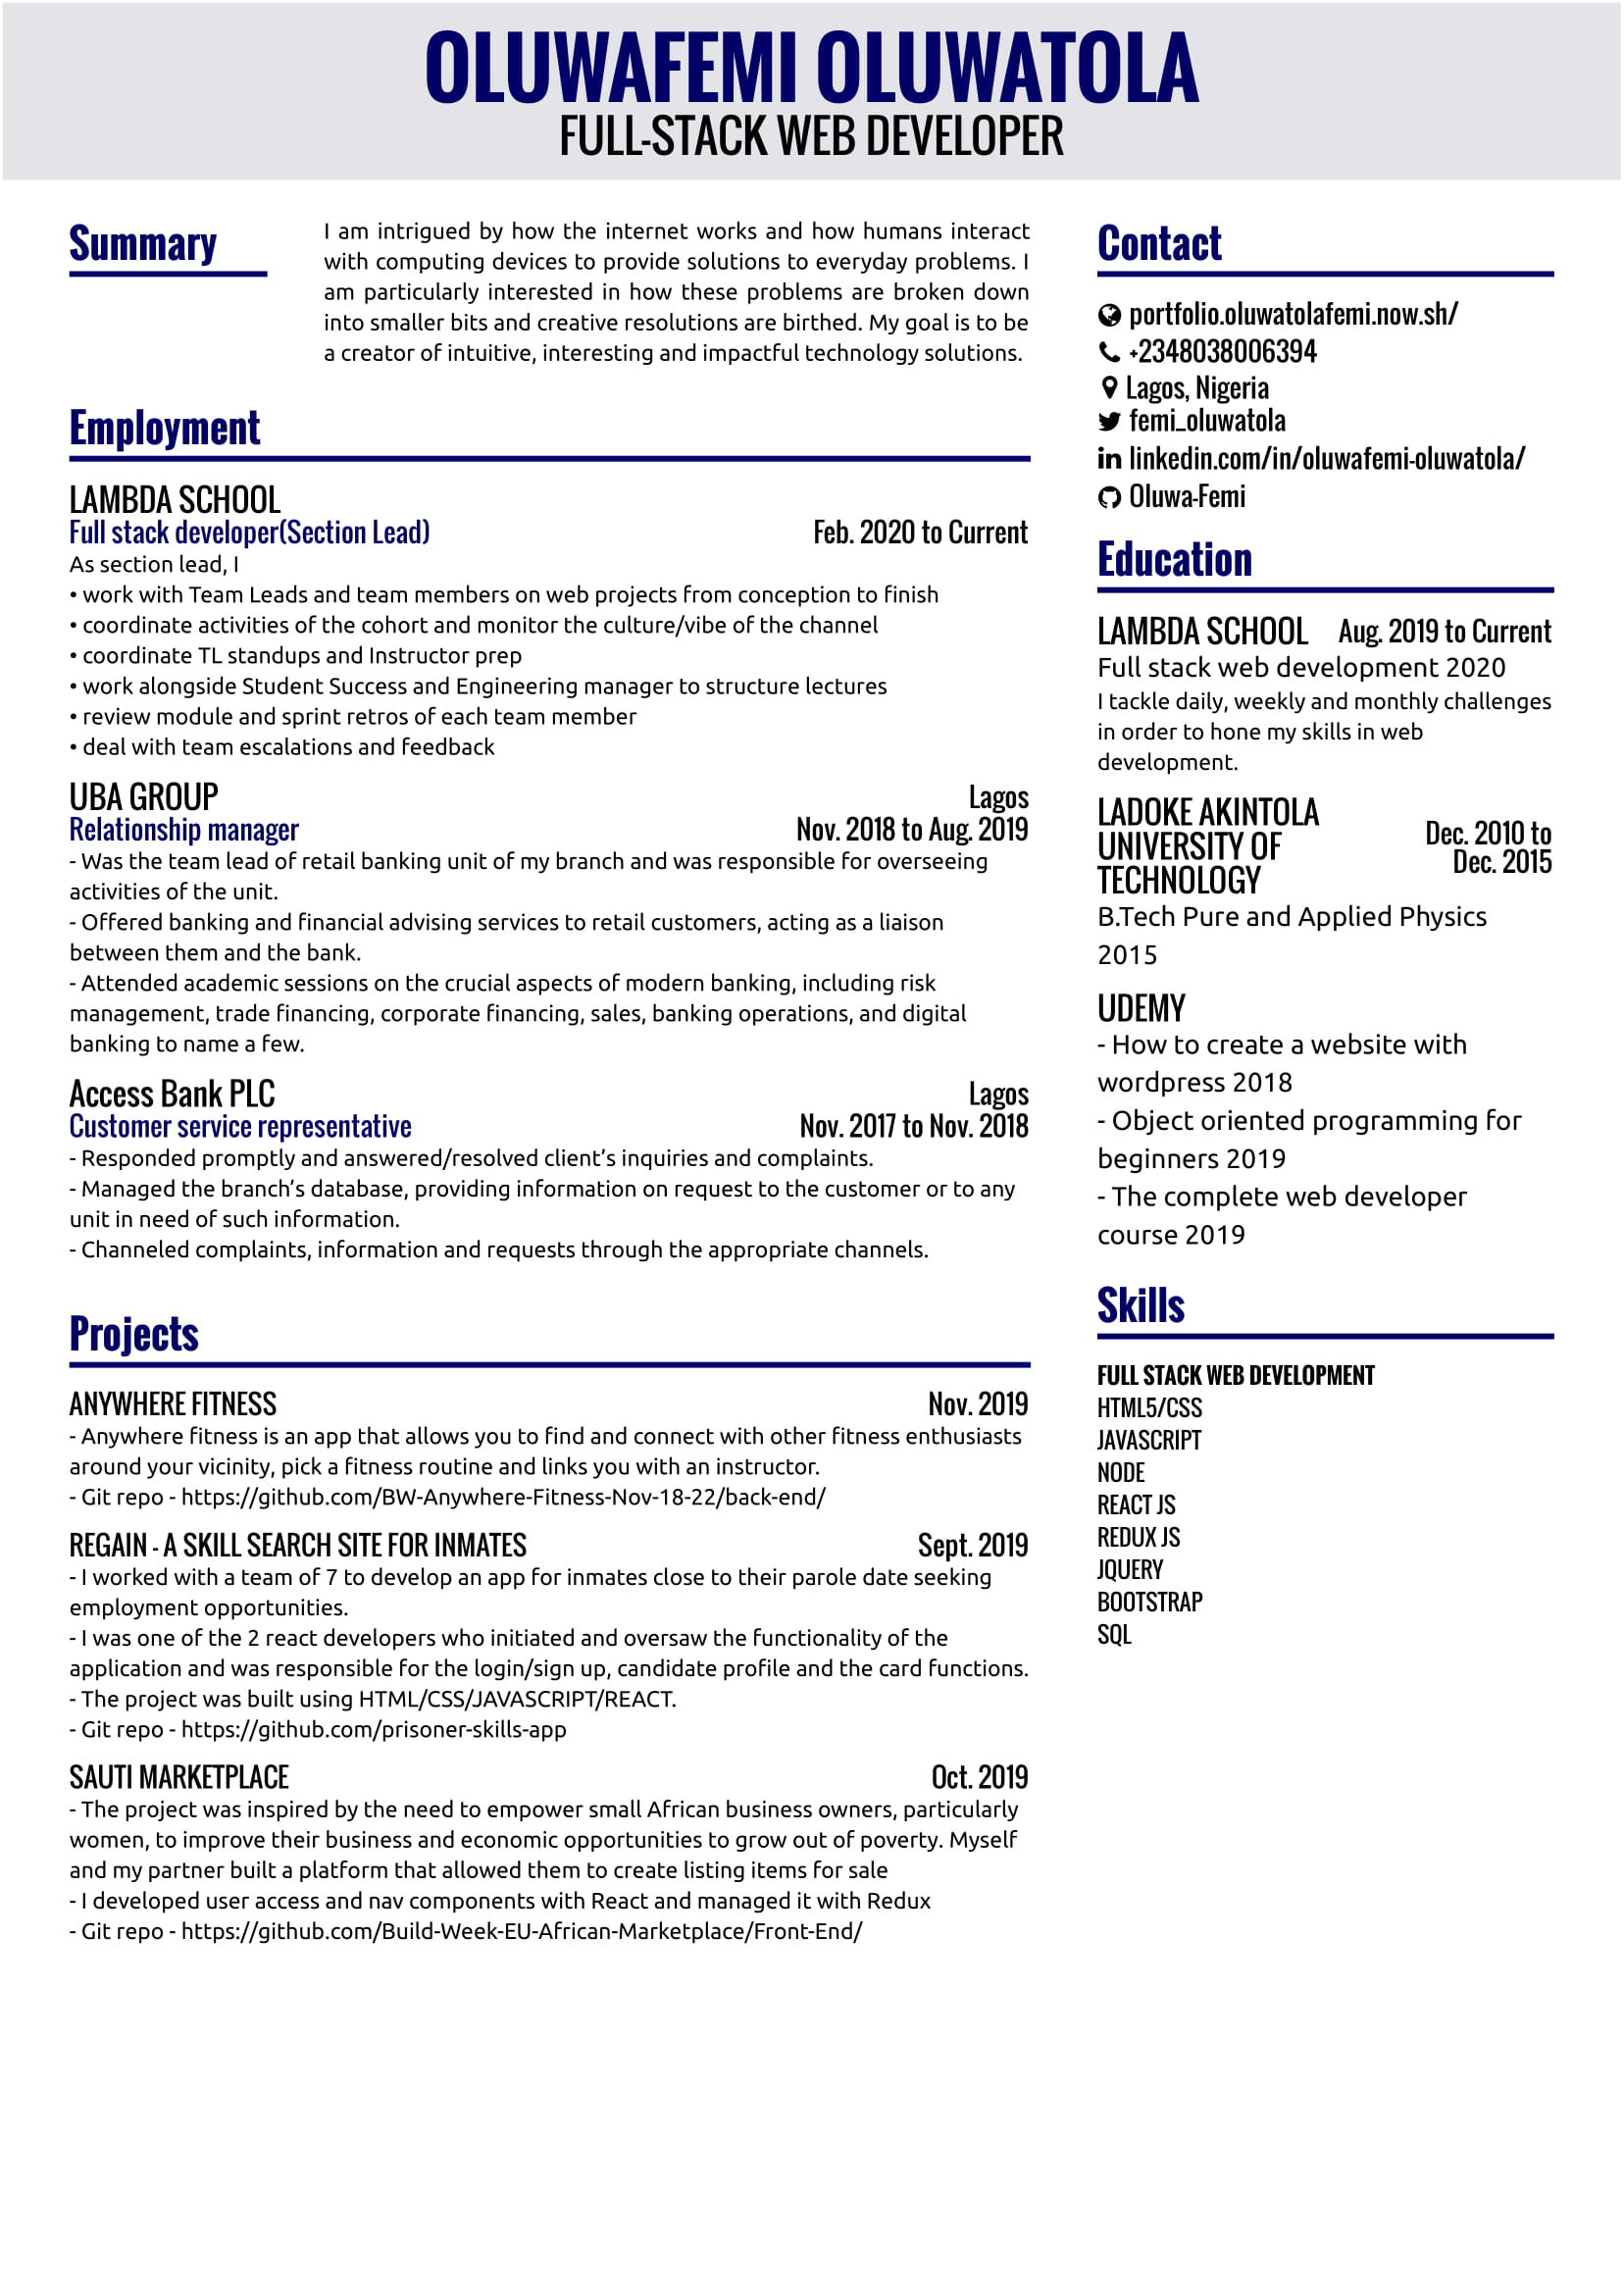 OLUWAFEMI OLUWATOLA
FULL-STACK WEB DEVELOPER
Summary
I am intrigued by how the internet works and how humans interact
with computing devices to provide solutions to everyday problems. I
am particularly interested in how these problems are broken down
into smaller bits and creative resolutions are birthed. My goal is to be
a creator of intuitive, interesting and impactful technology solutions.
Employment
LAMBDA SCHOOL
Full stack developer(Section Lead) Feb. 2020 to Current
As section lead, I
• work with Team Leads and team members on web projects from conception to finish
• coordinate activities of the cohort and monitor the culture/vibe of the channel
• coordinate TL standups and Instructor prep
• work alongside Student Success and Engineering manager to structure lectures
• review module and sprint retros of each team member
• deal with team escalations and feedback
UBA GROUP Lagos
Relationship manager Nov. 2018 to Aug. 2019
- Was the team lead of retail banking unit of my branch and was responsible for overseeing
activities of the unit.
- Offered banking and financial advising services to retail customers, acting as a liaison
between them and the bank.
- Attended academic sessions on the crucial aspects of modern banking, including risk
management, trade financing, corporate financing, sales, banking operations, and digital
banking to name a few.
Access Bank PLC Lagos
Customer service representative Nov. 2017 to Nov. 2018
- Responded promptly and answered/resolved client’s inquiries and complaints.
- Managed the branch’s database, providing information on request to the customer or to any
unit in need of such information.
- Channeled complaints, information and requests through the appropriate channels.
Projects
ANYWHERE FITNESS Nov. 2019
- Anywhere fitness is an app that allows you to find and connect with other fitness enthusiasts
around your vicinity, pick a fitness routine and links you with an instructor.
- Git repo - https://github.com/BW-Anywhere-Fitness-Nov-18-22/back-end/
REGAIN - A SKILL SEARCH SITE FOR INMATES Sept. 2019
- I worked with a team of 7 to develop an app for inmates close to their parole date seeking
employment opportunities.
- I was one of the 2 react developers who initiated and oversaw the functionality of the
application and was responsible for the login/sign up, candidate profile and the card functions.
- The project was built using HTML/CSS/JAVASCRIPT/REACT.
- Git repo - https://github.com/prisoner-skills-app
SAUTI MARKETPLACE Oct. 2019
- The project was inspired by the need to empower small African business owners, particularly
women, to improve their business and economic opportunities to grow out of poverty. Myself
and my partner built a platform that allowed them to create listing items for sale
- I developed user access and nav components with React and managed it with Redux
- Git repo - https://github.com/Build-Week-EU-African-Marketplace/Front-End/
Contact
portfolio.oluwatolafemi.now.sh/
+2348038006394
Lagos, Nigeria
femi_oluwatola
linkedin.com/in/oluwafemi-oluwatola/
Oluwa-Femi
Education
LAMBDA SCHOOL Aug. 2019 to Current
Full stack web development 2020
I tackle daily, weekly and monthly challenges
in order to hone my skills in web
development.
LADOKE AKINTOLA
UNIVERSITY OF
TECHNOLOGY
Dec. 2010 to
Dec. 2015
B.Tech Pure and Applied Physics
2015
UDEMY
- How to create a website with
wordpress 2018
- Object oriented programming for
beginners 2019
- The complete web developer
course 2019
Skills
FULL STACK WEB DEVELOPMENT
HTML5/CSS
JAVASCRIPT
NODE
REACT JS
REDUX JS
JQUERY
BOOTSTRAP
SQL